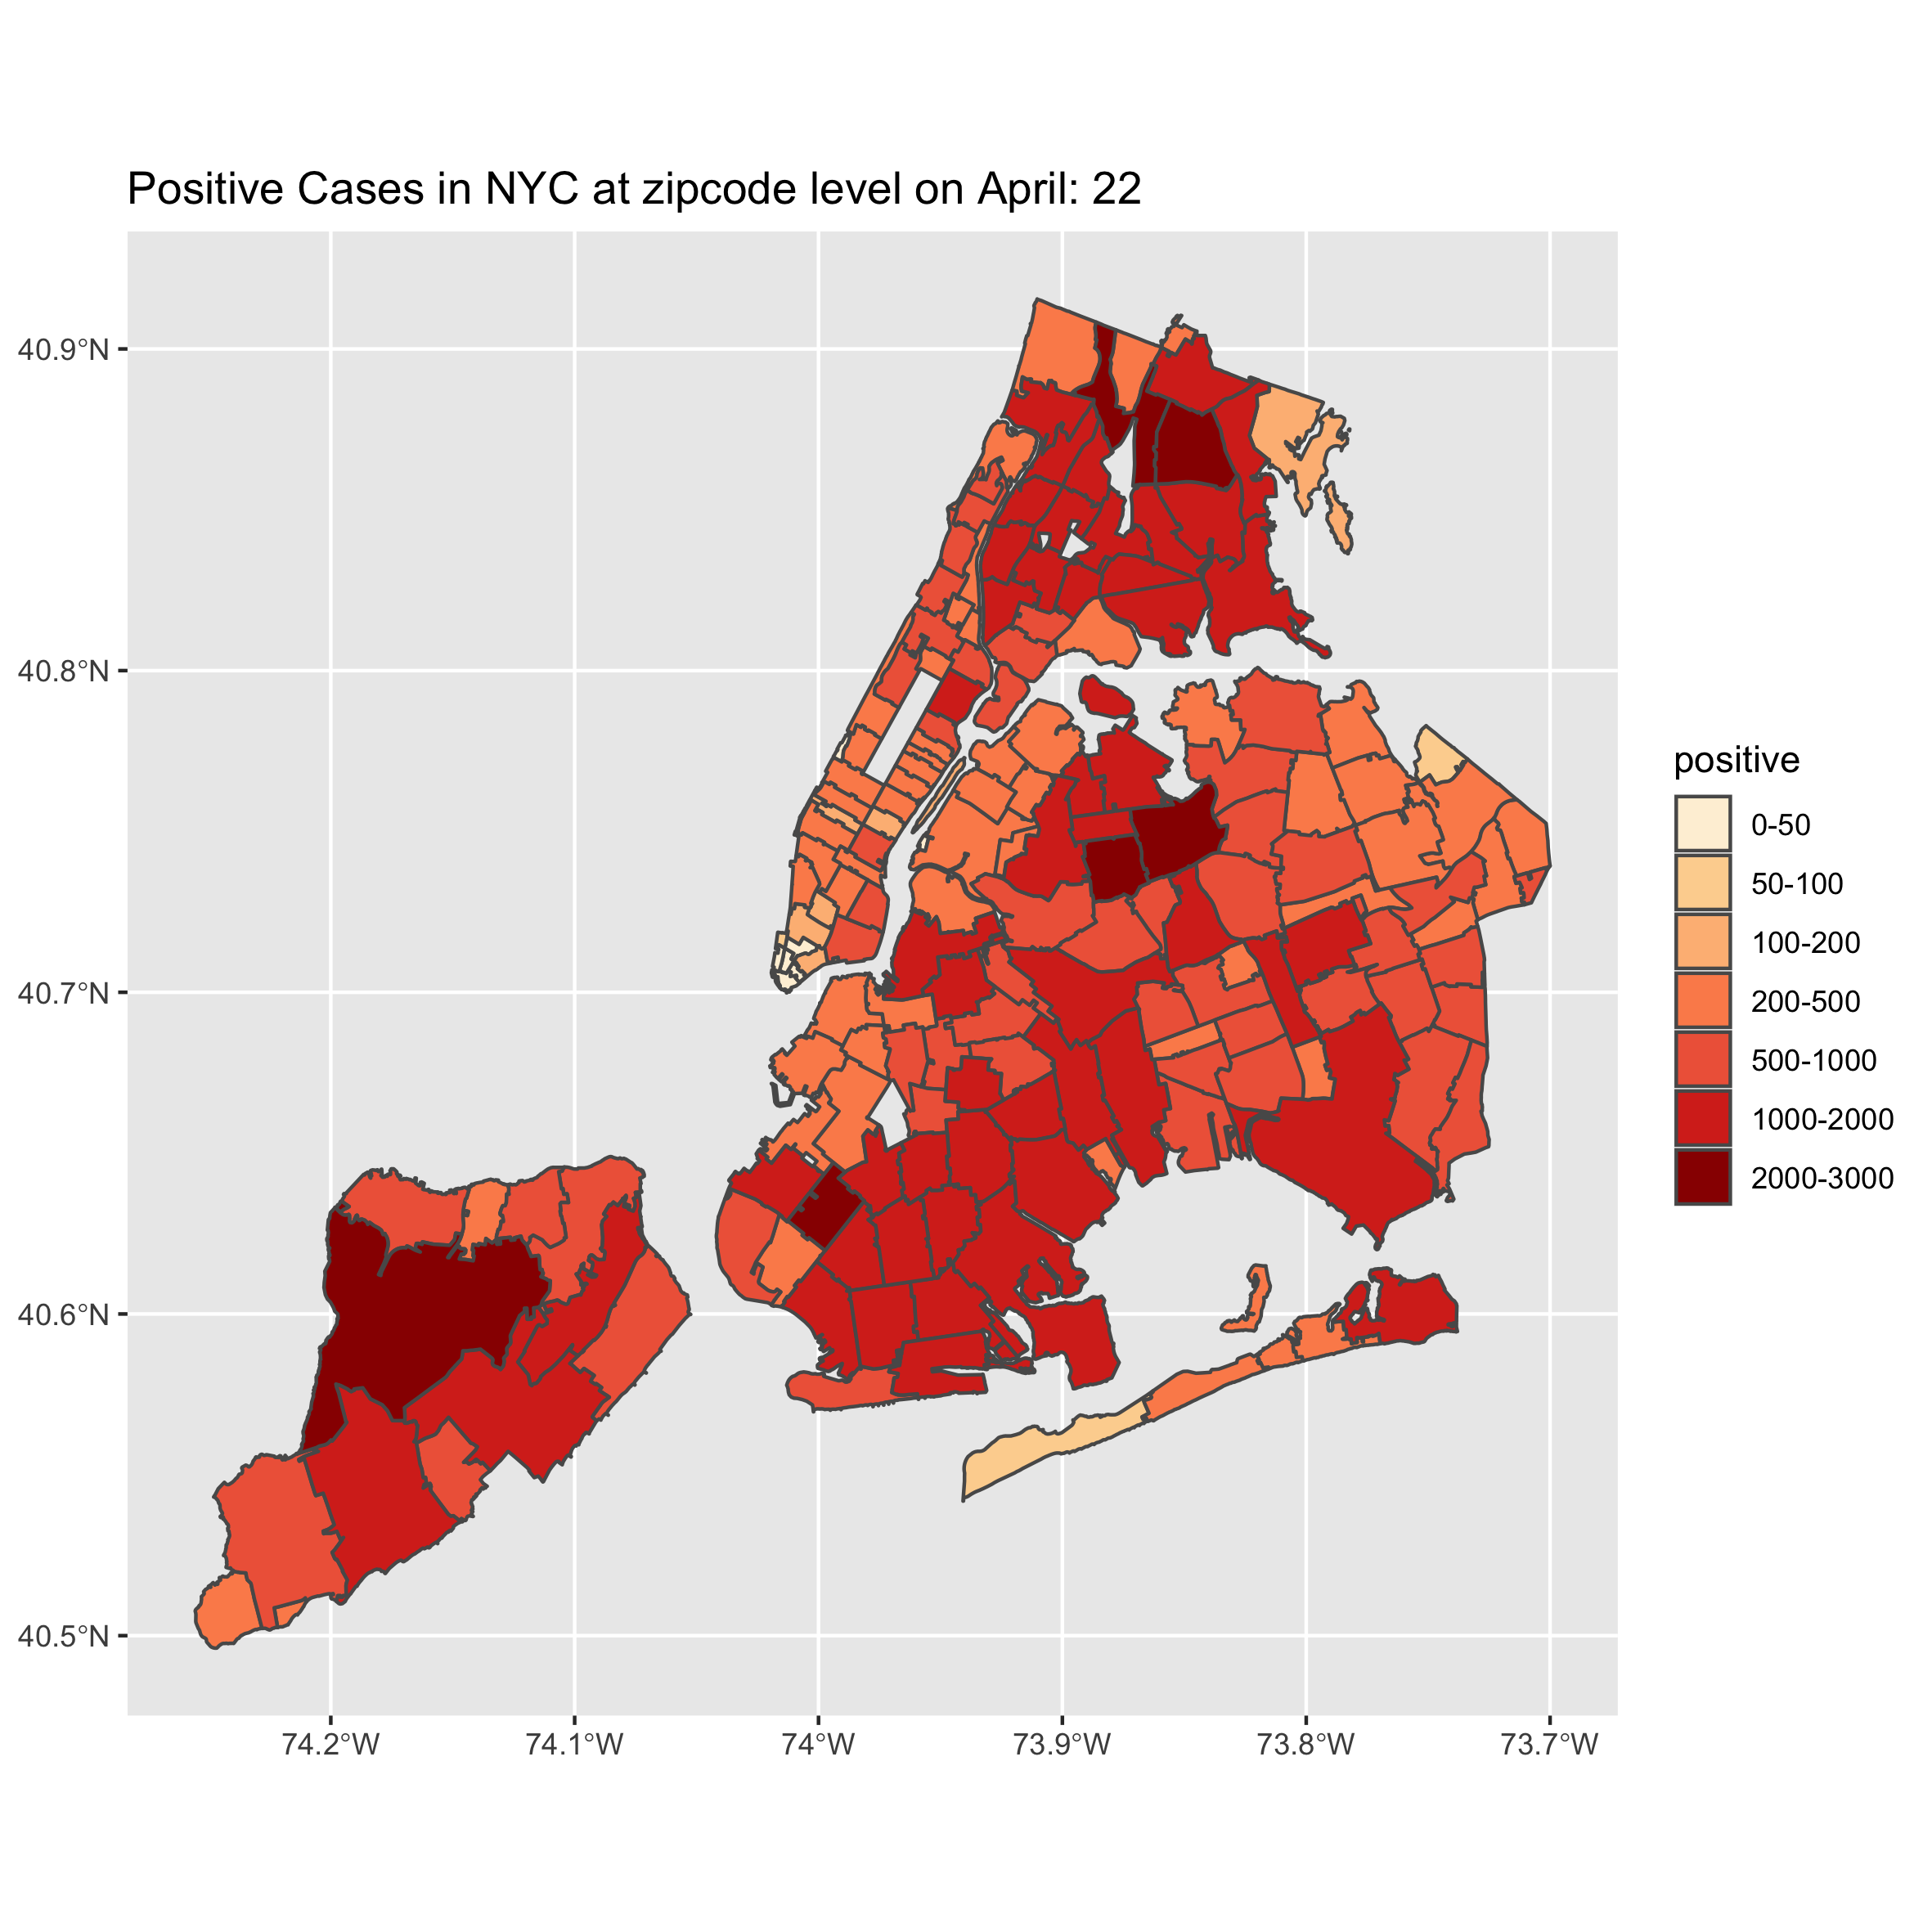 Positive Cases in NYC at zipcode level on April: 22
40.9°N
40.8°N
40.7°N
40.6°N
40.5°N
74.2°W
74.1°W
74°W
73.9°W
73.8°W
73.7°W
positive
0-50
50-100
100-200
200-500
500-1000
1000-2000
2000-3000